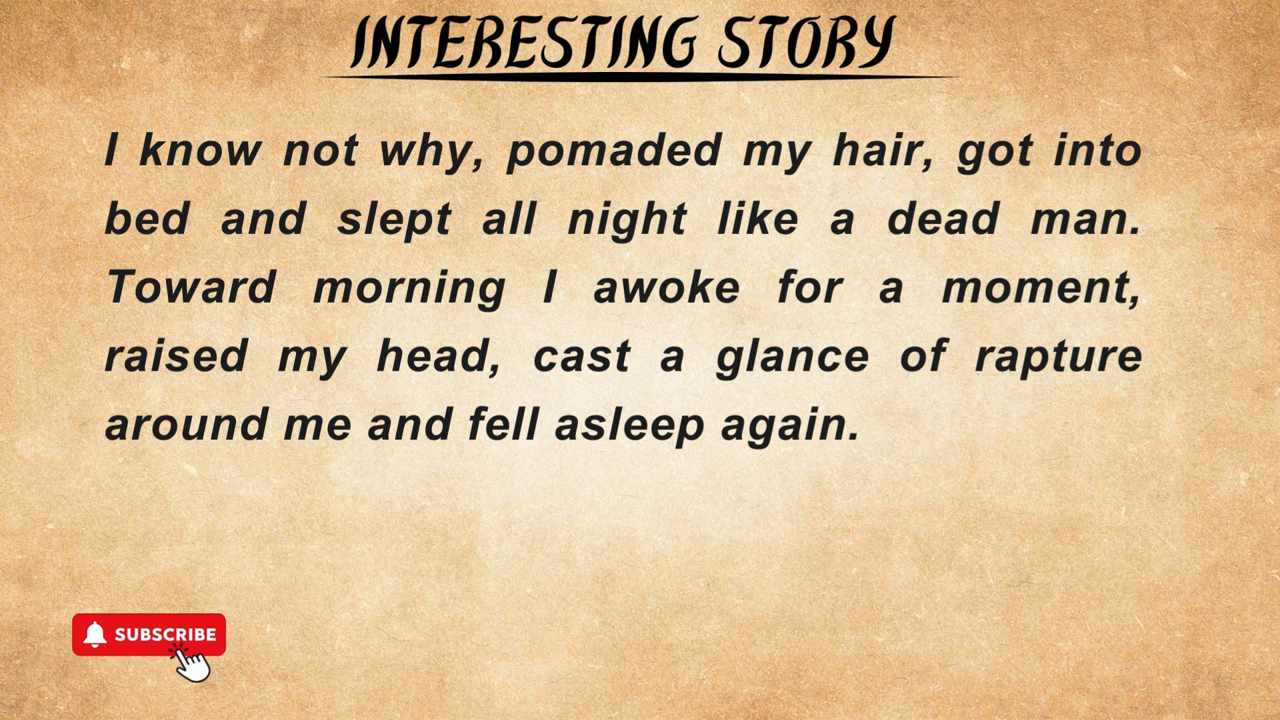 INTERESTING STORY
I know not why, pomaded my hair, got into
bed and slept all night like a dead man.
Toward morning I awoke for a moment,
raised my head, cast a glance of rapture
around me and fell asleep again.
SUBSCRIBE